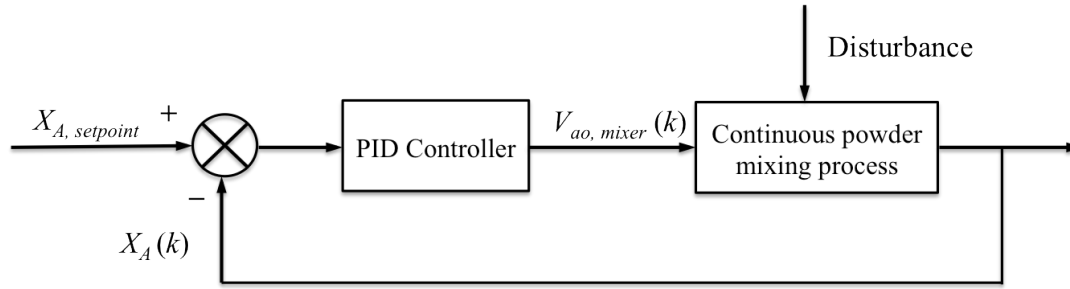 Disturbance
+
X_{A, setpoint}
PID Controller
V_{ao, mixer}(k)
Continuous powder
mixing process
−
X_A(k)